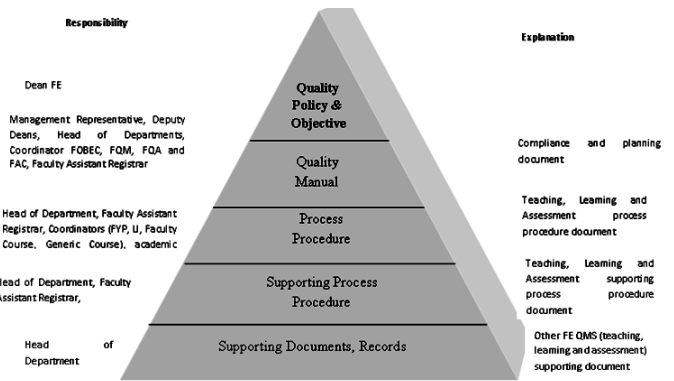 Responsibility
Explanation
Dean FE
Quality
Policy &
Objective
Management Representative, Deputy
Deans, Head of Departments,
Coordinator FOBEC, FQM, FQA and
FAC, Faculty Assistant Registrar
Quality
Manual
Compliance and planning
document
Head of Department, Faculty Assistant
Registrar, Coordinators (FYP, LI, Faculty
Course, Generic Course), academic
Process
Procedure
Teaching, Learning and
Assessment process
procedure document
Head of Department, Faculty
Assistant Registrar,
Supporting Process
Procedure
Teaching, Learning and
Assessment supporting
process procedure
document
Head of
Department
Supporting Documents, Records
Other FE QMS (teaching,
learning and assessment)
supporting document